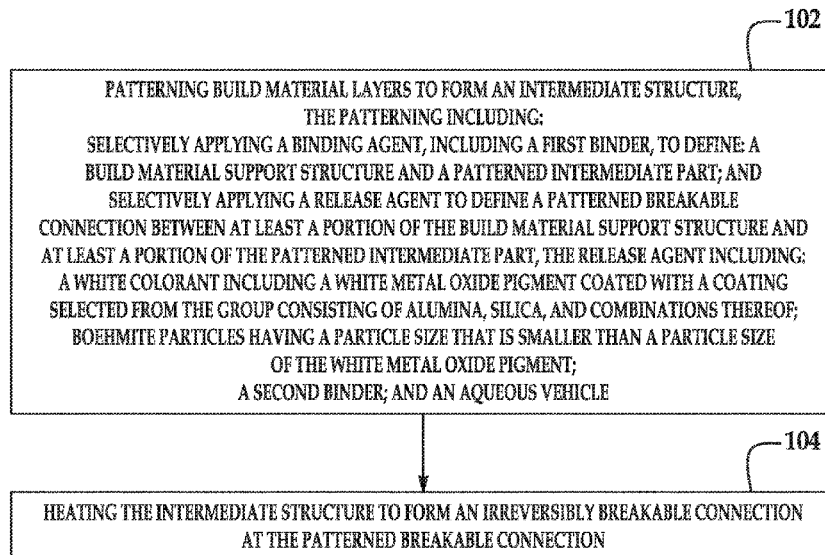 102
PATTERNING BUILD MATERIAL LAYERS TO FORM AN INTERMEDIATE STRUCTURE,
THE PATTERNING INCLUDING:
SELECTIVELY APPLYING A BINDING AGENT, INCLUDING A FIRST BINDER, TO DEFINE: A
BUILD MATERIAL SUPPORT STRUCTURE AND A PATTERNED INTERMEDIATE PART; AND
SELECTIVELY APPLYING A RELEASE AGENT TO DEFINE A PATTERNED BREAKABLE
CONNECTION BETWEEN AT LEAST A PORTION OF THE BUILD MATERIAL SUPPORT STRUCTURE AND
AT LEAST A PORTION OF THE PATTERNED INTERMEDIATE PART, THE RELEASE AGENT INCLUDING:
A WHITE COLORANT INCLUDING A WHITE METAL OXIDE PIGMENT COATED WITH A COATING
SELECTED FROM THE GROUP CONSISTING OF ALUMINA, SILICA, AND COMBINATIONS THEREOF;
BOEHMITE PARTICLES HAVING A PARTICLE SIZE THAT IS SMALLER THAN A PARTICLE SIZE
OF THE WHITE METAL OXIDE PIGMENT;
A SECOND BINDER; AND AN AQUEOUS VEHICLE
104
HEATING THE INTERMEDIATE STRUCTURE TO FORM AN IRREVERSIBLY BREAKABLE CONNECTION
AT THE PATTERNED BREAKABLE CONNECTION